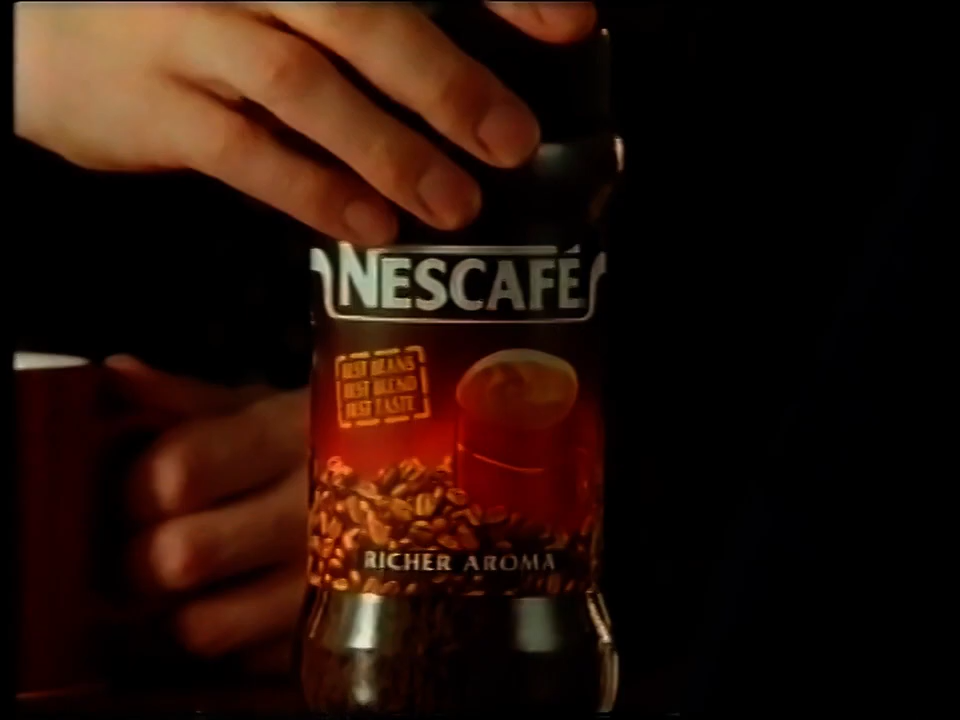 NESCAFÉ
BEST BEANS
BEST BLEND
BEST TASTE
RICHER AROMA